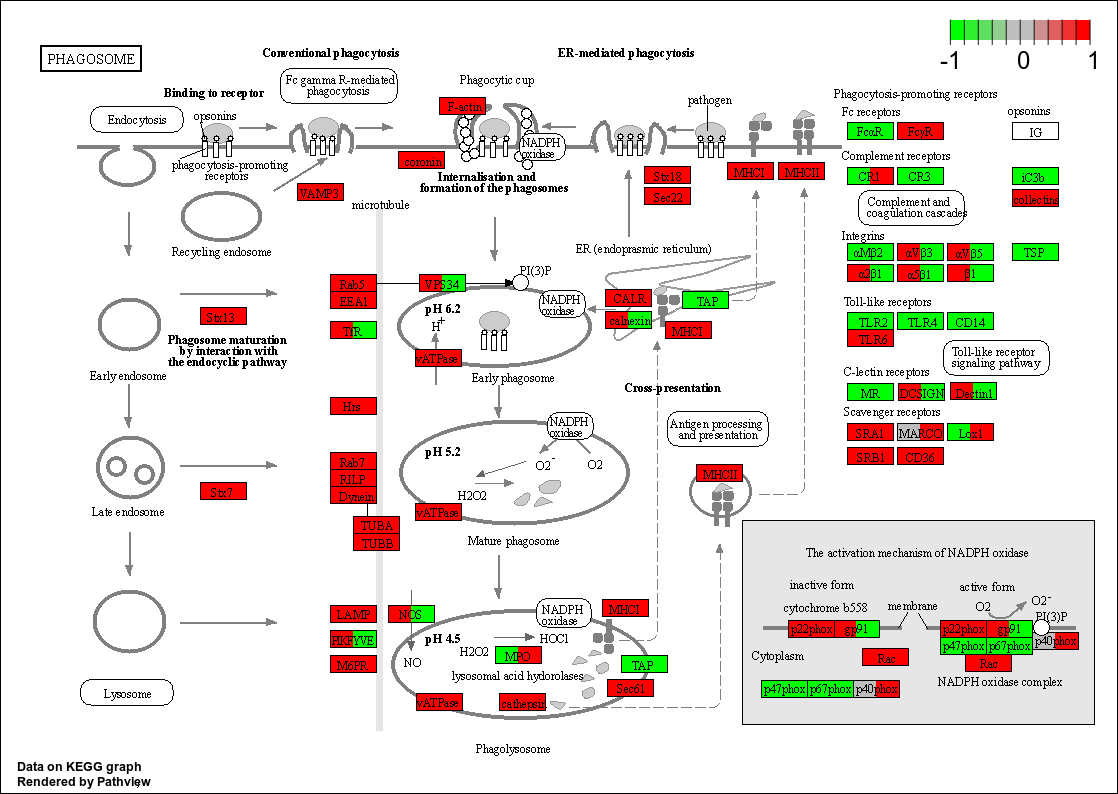 PHAGOSOME
Conventional phagocytosis
ER-mediated phagocytosis
-1 0 1
Fc gamma R-mediated
phagocytosis
Phagocytic cup
Binding to receptor
Endocytosis
opsonins
F-actin
pathogen
NADPH
oxidase
phagocytosis-promoting
receptors
coronin
Internalisation and
formation of the phagosomes
VAMP3
microtubule
Stx18
Sec22
MHCI
MHCII
Recycling endosome
ER (endoprasmic reticulum)
Phagocytosis-promoting receptors
Fc receptors
opsonins
FcαR
FcγR
IG
Complement receptors
CR1
CR3
iC3b
collectins
Complement and
coagulation cascades
Integrins
αMβ2
αVβ3
αVβ5
TSP
α2β1
α5β1
β1
Toll-like receptors
TLR2
TLR4
CD14
TLR6
Toll-like receptor
signaling pathway
C-lectin receptors
MR
DCSIGN
Dectin1
Scavenger receptors
SRA1
MARCO
Lox1
SRB1
CD36
Rab5
EEA1
VPS34
PI(3)P
NADPH
oxidase
CALR
calnexin
TAP
MHCI
Stx13
TfR
pH 6.2
H+
vATPase
Phagosome maturation
by interaction with
the endocyclic pathway
Early endosome
Early phagosome
Cross-presentation
Hrs
Antigen processing
and presentation
NADPH
oxidase
pH 5.2
O2-
O2
H2O2
vATPase
MHCII
Rab7
RILP
Dynein
TUBA
TUBB
Stx7
Late endosome
Mature phagosome
LAMP
NOS
PIKFYVE
M6PR
NO
NADPH
oxidase
MHCI
pH 4.5
HOCl
H2O2
MPO
lysosomal acid hydorolases
TAP
Sec61
vATPase
cathepsin
Lysosome
Phagolysosome
The activation mechanism of NADPH oxidase
inactive form
active form
cytochrome b558
membrane
O2
O2-
PI(3)P
p22phox
gp91
p22phox
gp91
p47phox
p67phox
p40phox
Cytoplasm
Rac
Rac
p47phox
p67phox
p40phox
NADPH oxidase complex
Data on KEGG graph
Rendered by Pathview